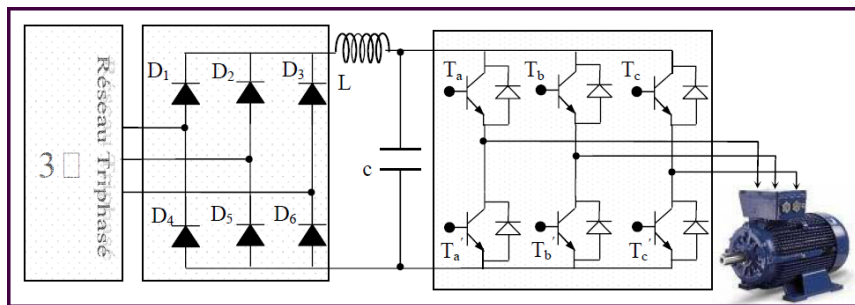 3
Réseau Triphasé
D1
D2
D3
D4
D5
D6
L
c
Ta
Tb
Tc
Ta'
Tb'
Tc'